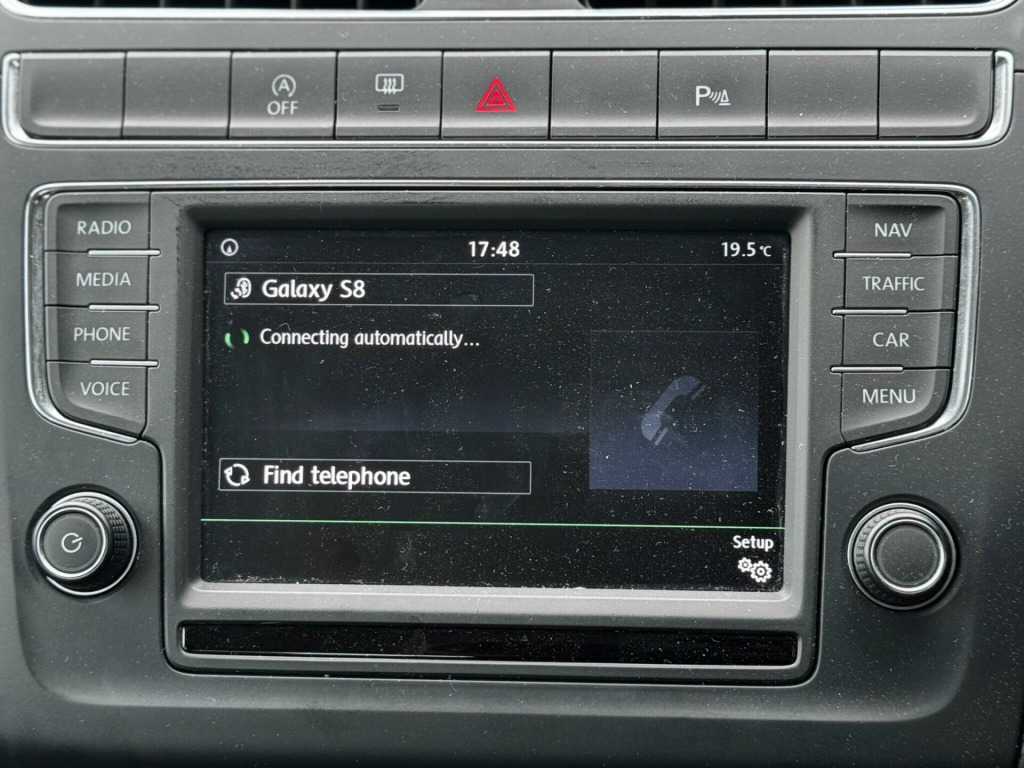 A
OFF
P
RADIO
MEDIA
PHONE
VOICE
17:48
19.5 °C
Galaxy S8
Connecting automatically...
Find telephone
Setup
NAV
TRAFFIC
CAR
MENU